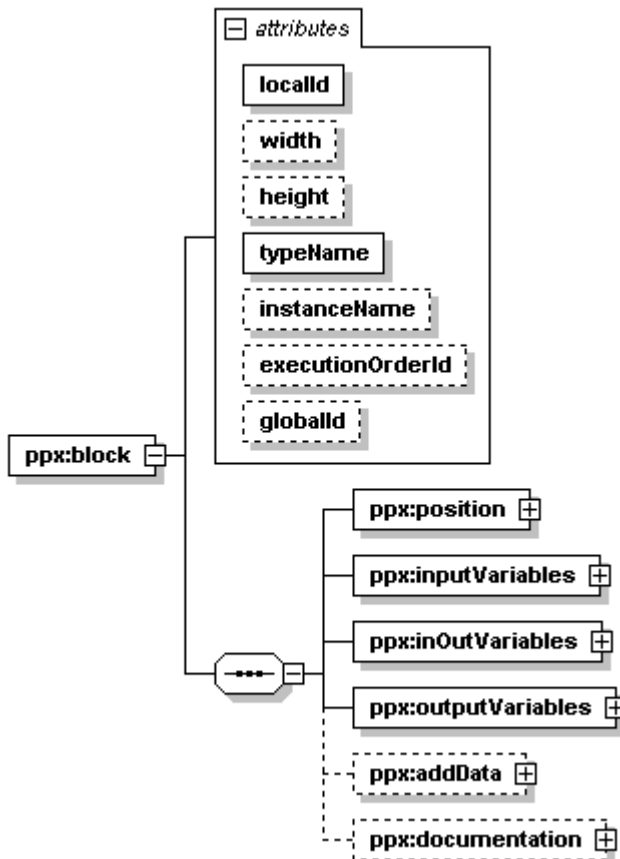 attributes
localId
width
height
typeName
instanceName
executionOrderId
globalId
ppx:block
ppx:position
ppx:inputVariables
ppx:inOutVariables
ppx:outputVariables
ppx:addData
ppx:documentation